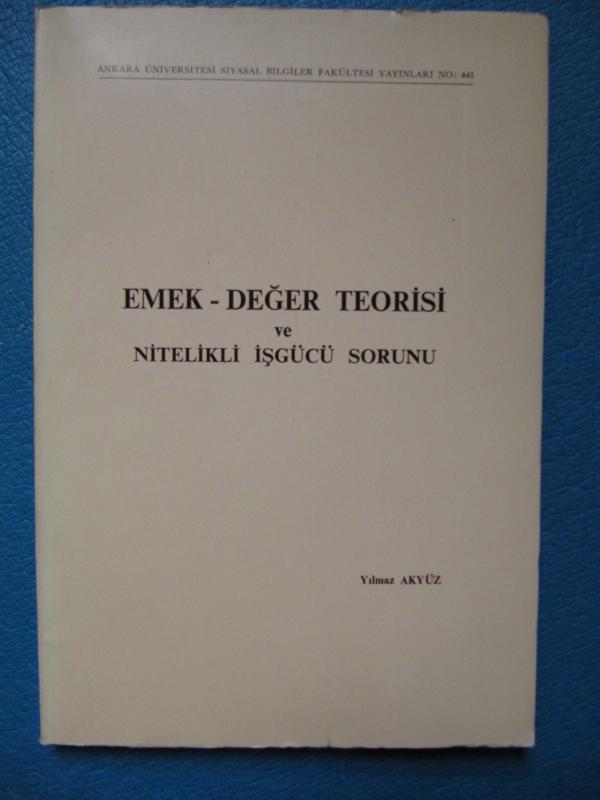 ANKARA ÜNİVERSİTESİ SİYASAL BİLGİLER FAKÜLTESİ YAYINLARI NO: 441
EMEK - DEĞER TEORİSİ
ve
NİTELİKLİ İŞGÜCÜ SORUNU
Yılmaz AKYÜZ